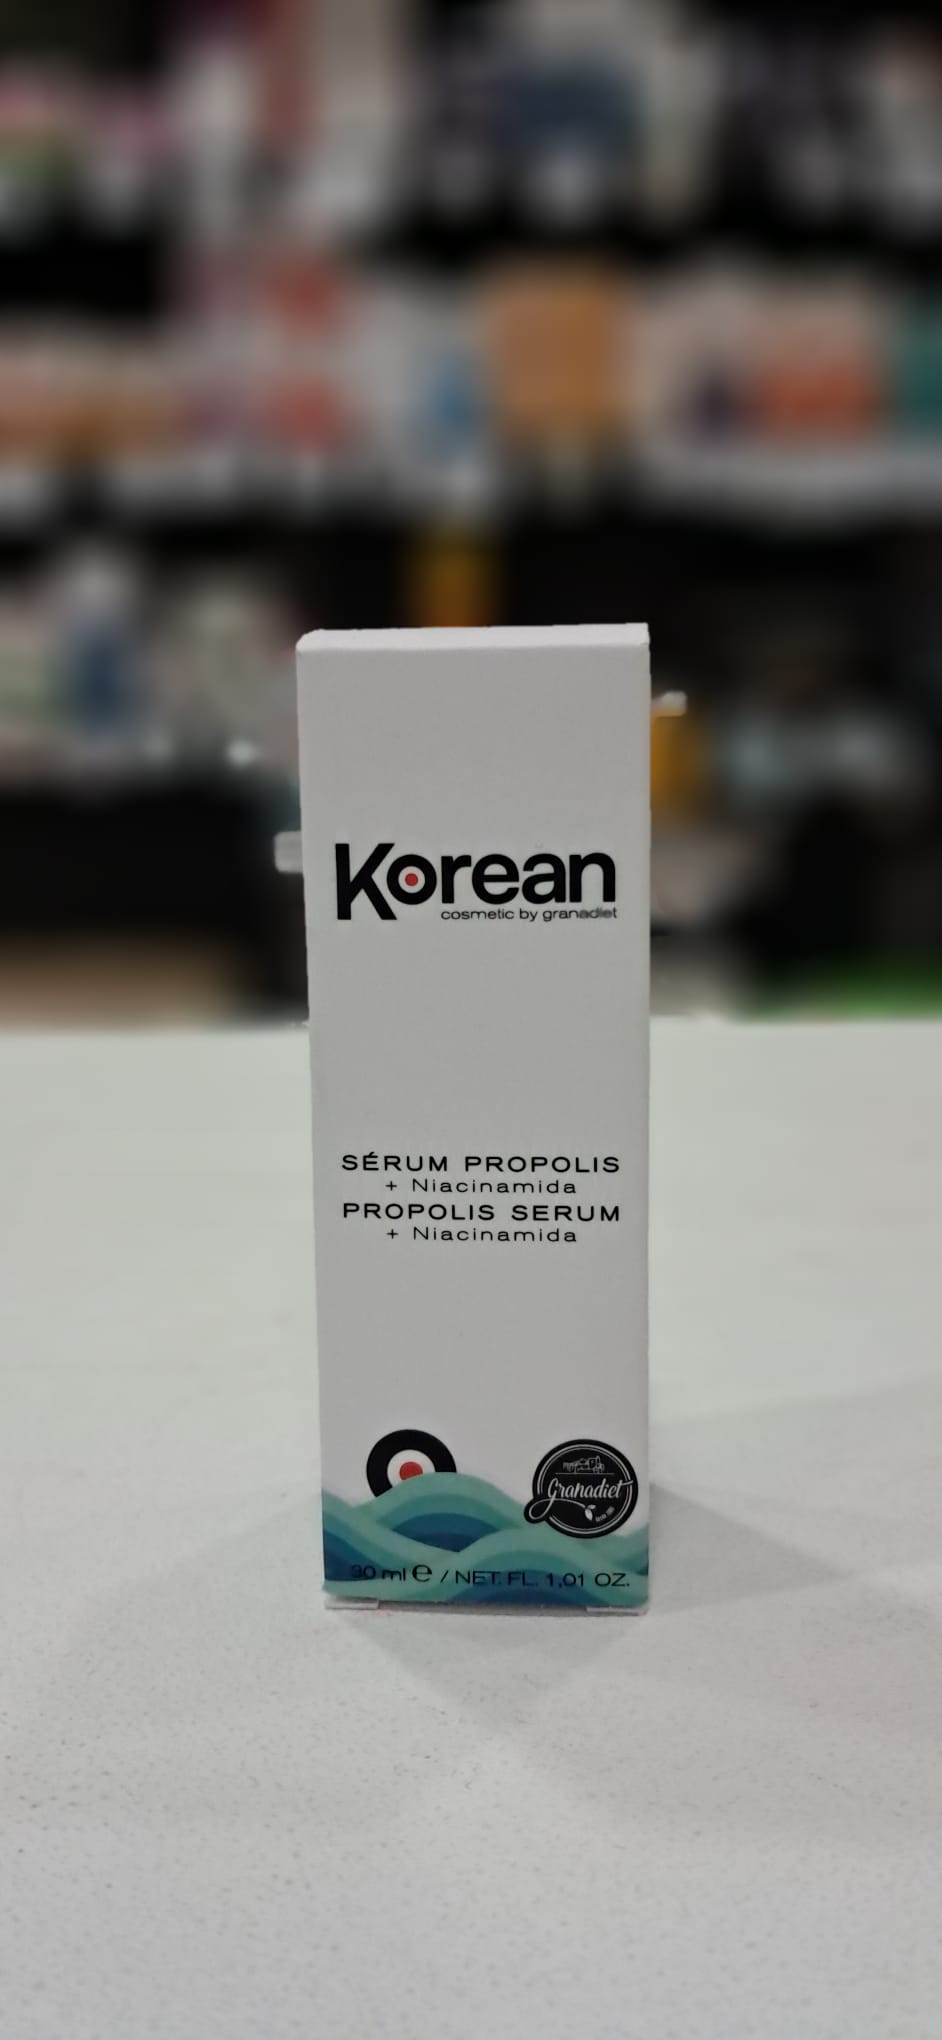 Korean
cosmetic by granadiet
SÉRUM PROPOLIS
+ Niacinamida
PROPOLIS SERUM
+ Niacinamida
Granadiet
30 ml e / NET. FL. 1,01 OZ.